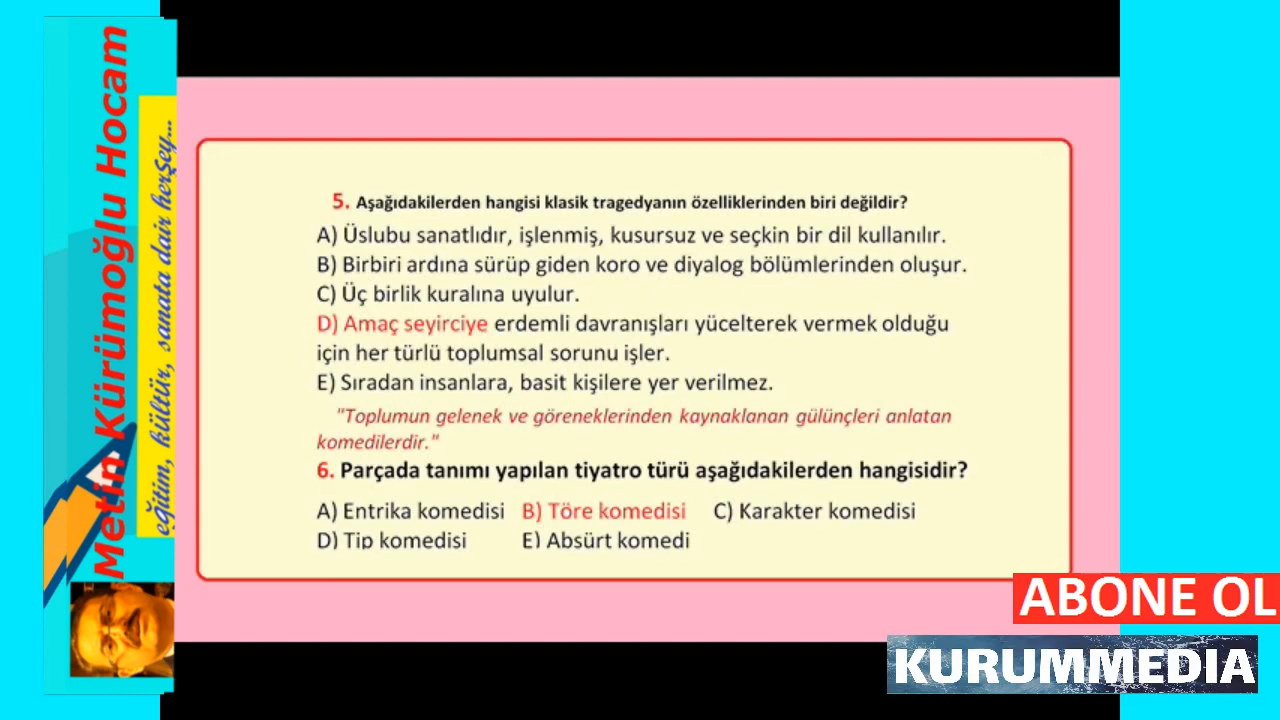 Metin Kürümoğlu Hocam
eğitim, kültür, sanata dair herşey...
5. Aşağıdakilerden hangisi klasik tragedyanın özelliklerinden biri değildir?
A) Üslubu sanatlıdır, işlenmiş, kusursuz ve seçkin bir dil kullanılır.
B) Birbiri ardına sürüp giden koro ve diyalog bölümlerinden oluşur.
C) Üç birlik kuralına uyulur.
D) Amaç seyirciye erdemli davranışları yücelterek vermek olduğu
için her türlü toplumsal sorunu işler.
E) Sıradan insanlara, basit kişilere yer verilmez.
"Toplumun gelenek ve göreneklerinden kaynaklanan gülünçleri anlatan
komedilerdir."
6. Parçada tanımı yapılan tiyatro türü aşağıdakilerden hangisidir?
A) Entrika komedisi B) Töre komedisi C) Karakter komedisi
D) Tip komedisi E) Absürt komedi
ABONE OL
KURUMMEDIA